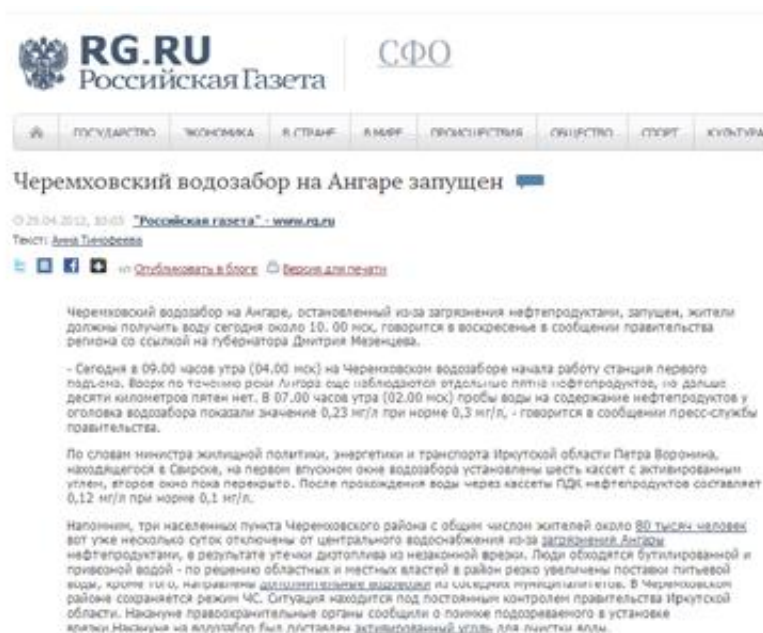 RG.RU
Российская Газета
СФО
ГОСУДАРСТВО ЭКОНОМИКА В СТРАНЕ В МИРЕ ПРОИСШЕСТВИЯ ОБЩЕСТВО СПОРТ КУЛЬТУРА
Черемховский водозабор на Ангаре запущен
29.04.2012, 10:03 "Российская газета" - www.rg.ru
Текст: Анна Тимофеева
Опубликовать в блоге Версия для печати
Черемховский водозабор на Ангаре, остановленный из-за загрязнения нефтепродуктами, запущен, жители
должны получить воду сегодня около 10. 00 мск, говорится в воскресенье в сообщении правительства
региона со ссылкой на губернатора Дмитрия Мезенцева.
- Сегодня в 09.00 часов утра (04.00 мск) на Черемховском водозаборе начала работу станция первого
подъема. Вверх по течению реки Ангара еще наблюдаются отдельные пятна нефтепродуктов, но дальше
десяти километров пятен нет. В 07.00 часов утра (02.00 мск) пробы воды на содержание нефтепродуктов у
оголовка водозабора показали значение 0,23 мг/л при норме 0,3 мг/л, - говорится в сообщении пресс-службы
правительства.
По словам министра жилищной политики, энергетики и транспорта Иркутской области Петра Воронина,
находящегося в Свирске, на первом впускном окне водозабора установлены шесть кассет с активированным
углем, второе окно пока перекрыто. После прохождения воды через кассеты ПДК нефтепродуктов составляет
0,12 мг/л при норме 0,1 мг/л.
Напомним, три населенных пункта Черемховского района с общим числом жителей около 80 тысяч человек
вот уже несколько суток отключены от центрального водоснабжения из-за загрязнения Ангары
нефтепродуктами, в результате утечки дизтоплива из незаконной врезки. Люди обходятся бутилированной и
привозной водой - по решению областных и местных властей в район резко увеличены поставки питьевой
воды, кроме того, направлены дополнительные водовозки из соседних муниципалитетов. В Черемховском
районе сохраняется режим ЧС. Ситуация находится под постоянным контролем правительства Иркутской
области. Накануне правоохранительные органы сообщили о поимке подозреваемого в установке
врезки.Накануне на водозабор был доставлен активированный уголь для очистки воды.